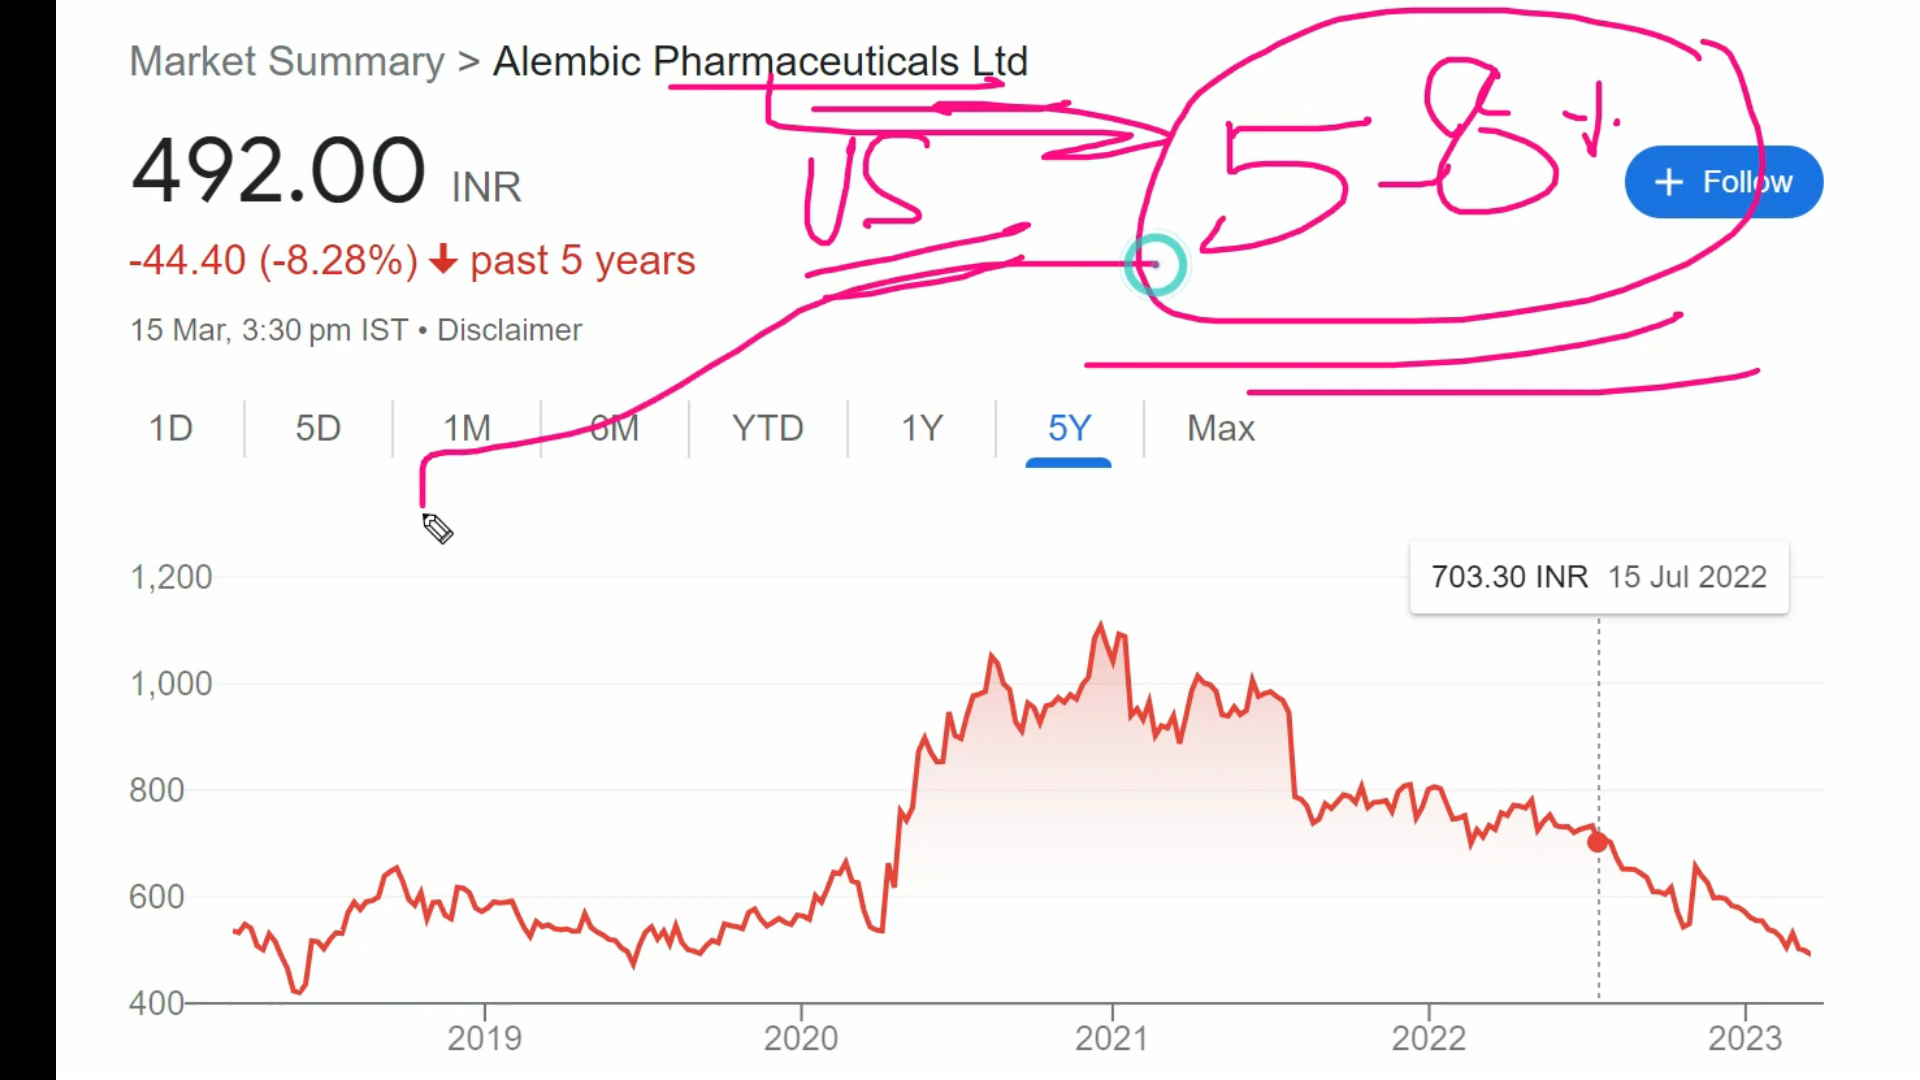 Market Summary > Alembic Pharmaceuticals Ltd
492.00 INR
US
5-8
+ Follow
-44.40 (-8.28%) ↓ past 5 years
15 Mar, 3:30 pm IST • Disclaimer
1D 5D 1M 6M YTD 1Y 5Y Max
703.30 INR 15 Jul 2022
1,200
1,000
800
600
400
2019 2020 2021 2022 2023